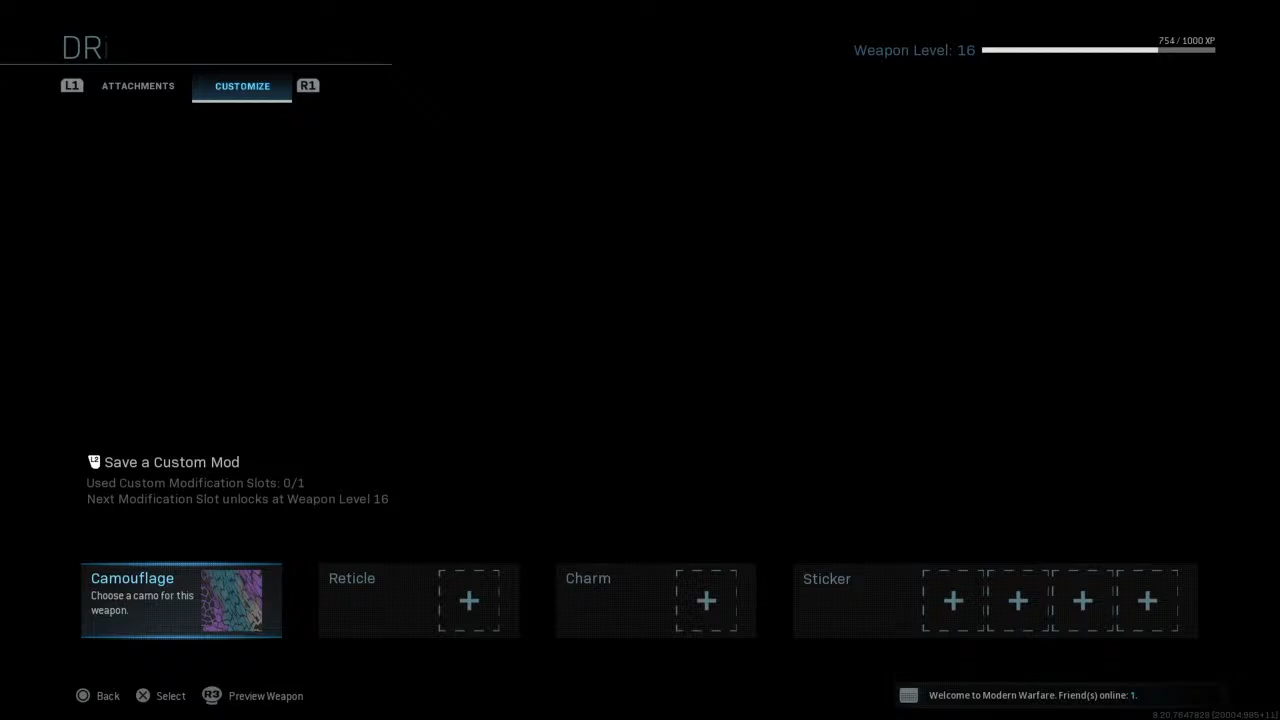 DR
Weapon Level: 16
754 / 1000 XP
L1
ATTACHMENTS
CUSTOMIZE
R1
L2 Save a Custom Mod
Used Custom Modification Slots: 0/1
Next Modification Slot unlocks at Weapon Level 16
Camouflage
Choose a camo for this
weapon.
Reticle
Charm
Sticker
Back
Select
R3 Preview Weapon
Welcome to Modern Warfare. Friend(s) online: 1.